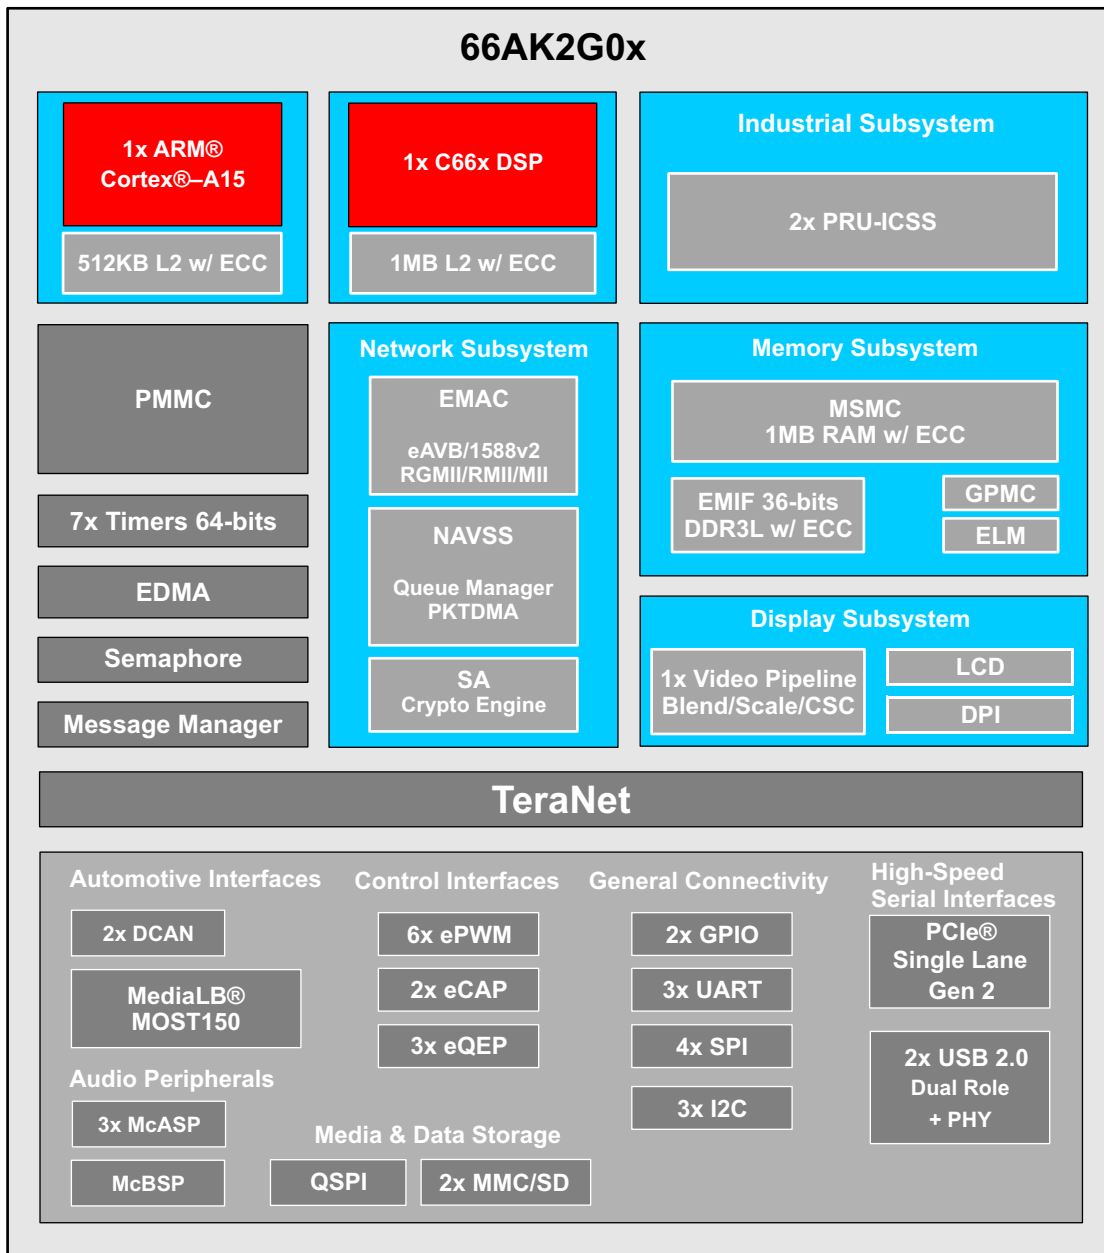 66AK2G0x
1x ARM®
Cortex®–A15
512KB L2 w/ ECC
1x C66x DSP
1MB L2 w/ ECC
Industrial Subsystem
2x PRU-ICSS
PMMC
7x Timers 64-bits
EDMA
Semaphore
Message Manager
Network Subsystem
EMAC
eAVB/1588v2
RGMII/RMII/MII
NAVSS
Queue Manager
PKTDMA
SA
Crypto Engine
Memory Subsystem
MSMC
1MB RAM w/ ECC
EMIF 36-bits
DDR3L w/ ECC
GPMC
ELM
Display Subsystem
1x Video Pipeline
Blend/Scale/CSC
LCD
DPI
TeraNet
Automotive Interfaces
2x DCAN
MediaLB®
MOST150
Audio Peripherals
3x McASP
McBSP
Control Interfaces
6x ePWM
2x eCAP
3x eQEP
Media & Data Storage
QSPI
2x MMC/SD
General Connectivity
2x GPIO
3x UART
4x SPI
3x I2C
High-Speed
Serial Interfaces
PCIe®
Single Lane
Gen 2
2x USB 2.0
Dual Role
+ PHY